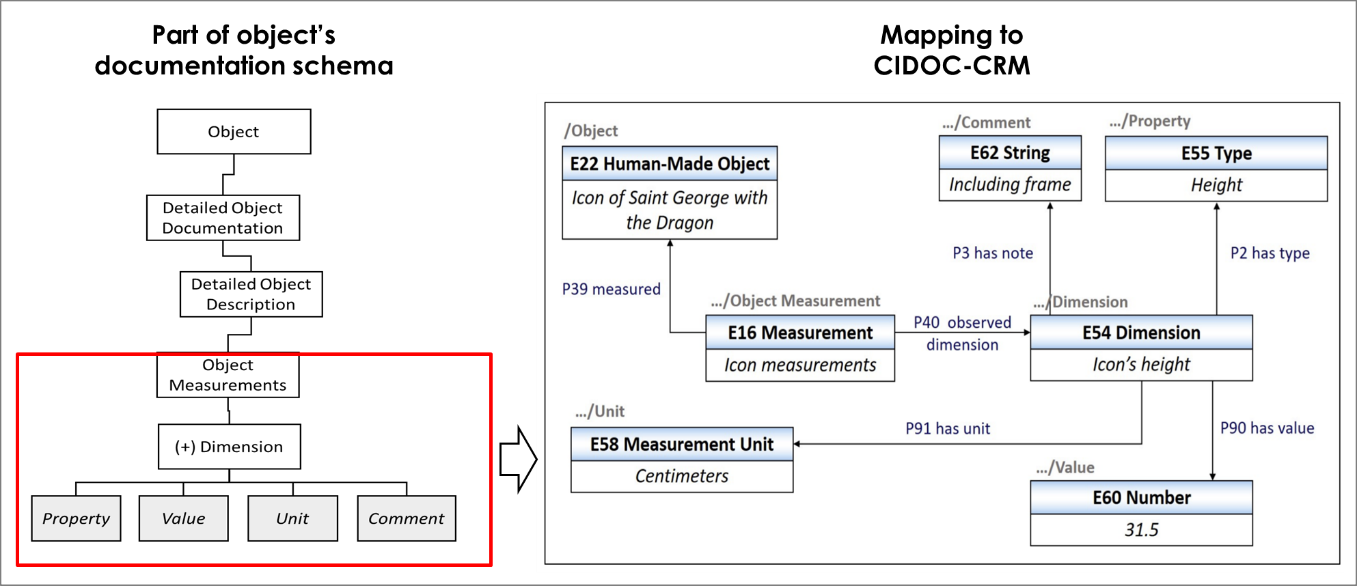 Part of object's
documentation schema
Object
Detailed Object
Documentation
Detailed Object
Description
Object
Measurements
(+) Dimension
Property
Value
Unit
Comment
Mapping to
CIDOC-CRM
/Object
E22 Human-Made Object
Icon of Saint George with
the Dragon
.../Comment
E62 String
Including frame
.../Property
E55 Type
Height
P39 measured
P3 has note
P2 has type
.../Object Measurement
E16 Measurement
Icon measurements
P40 observed
dimension
.../Dimension
E54 Dimension
Icon's height
.../Unit
E58 Measurement Unit
Centimeters
P91 has unit
P90 has value
.../Value
E60 Number
31.5